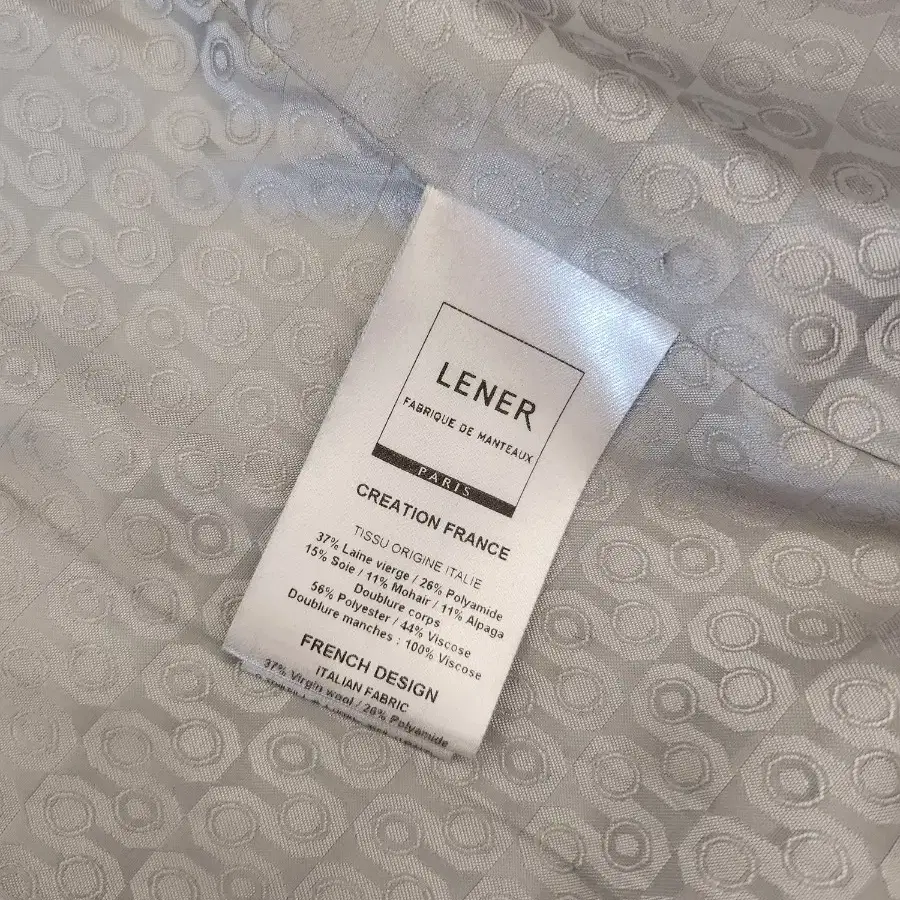 LENER
FABRIQUE DE MANTEAUX
PARIS
CREATION FRANCE
TISSU ORIGINE ITALIE
37% Laine vierge / 26% Polyamide
15% Soie / 11% Mohair / 11% Alpaga
Doublure corps
56% Polyester / 44% Viscose
Doublure manches : 100% Viscose
FRENCH DESIGN
ITALIAN FABRIC
37% Virgin wool / 26% Polyamide